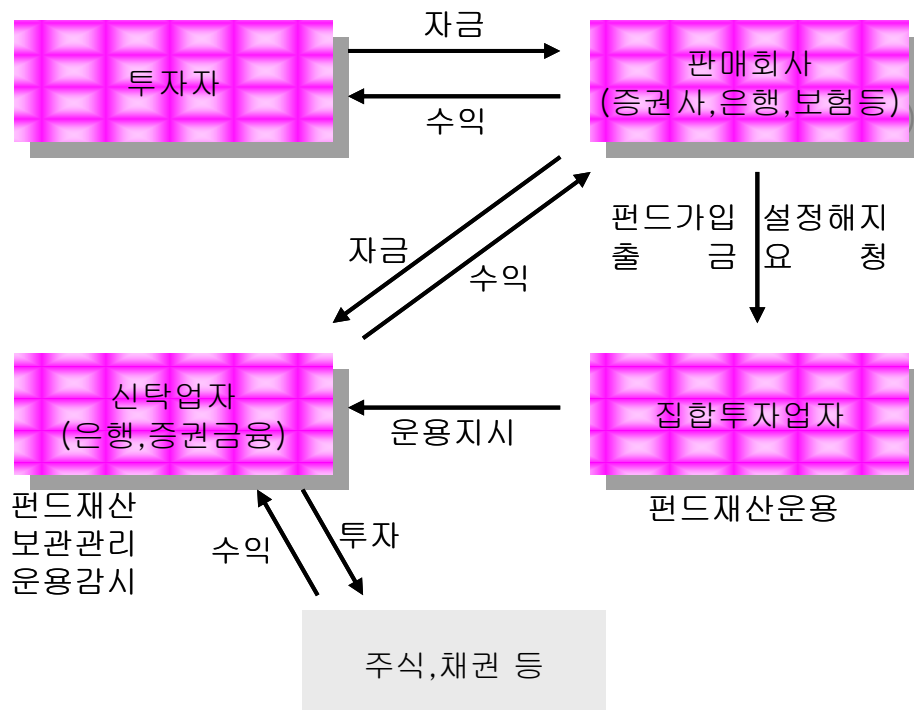 자금
투자자
판매회사
(증권사,은행,보험등)
수익
펀드가입 설정해지
출 금 요 청
자금
수익
신탁업자
(은행,증권금융)
운용지시
집합투자업자
펀드재산
보관관리
운용감시
펀드재산운용
수익
투자
주식,채권 등